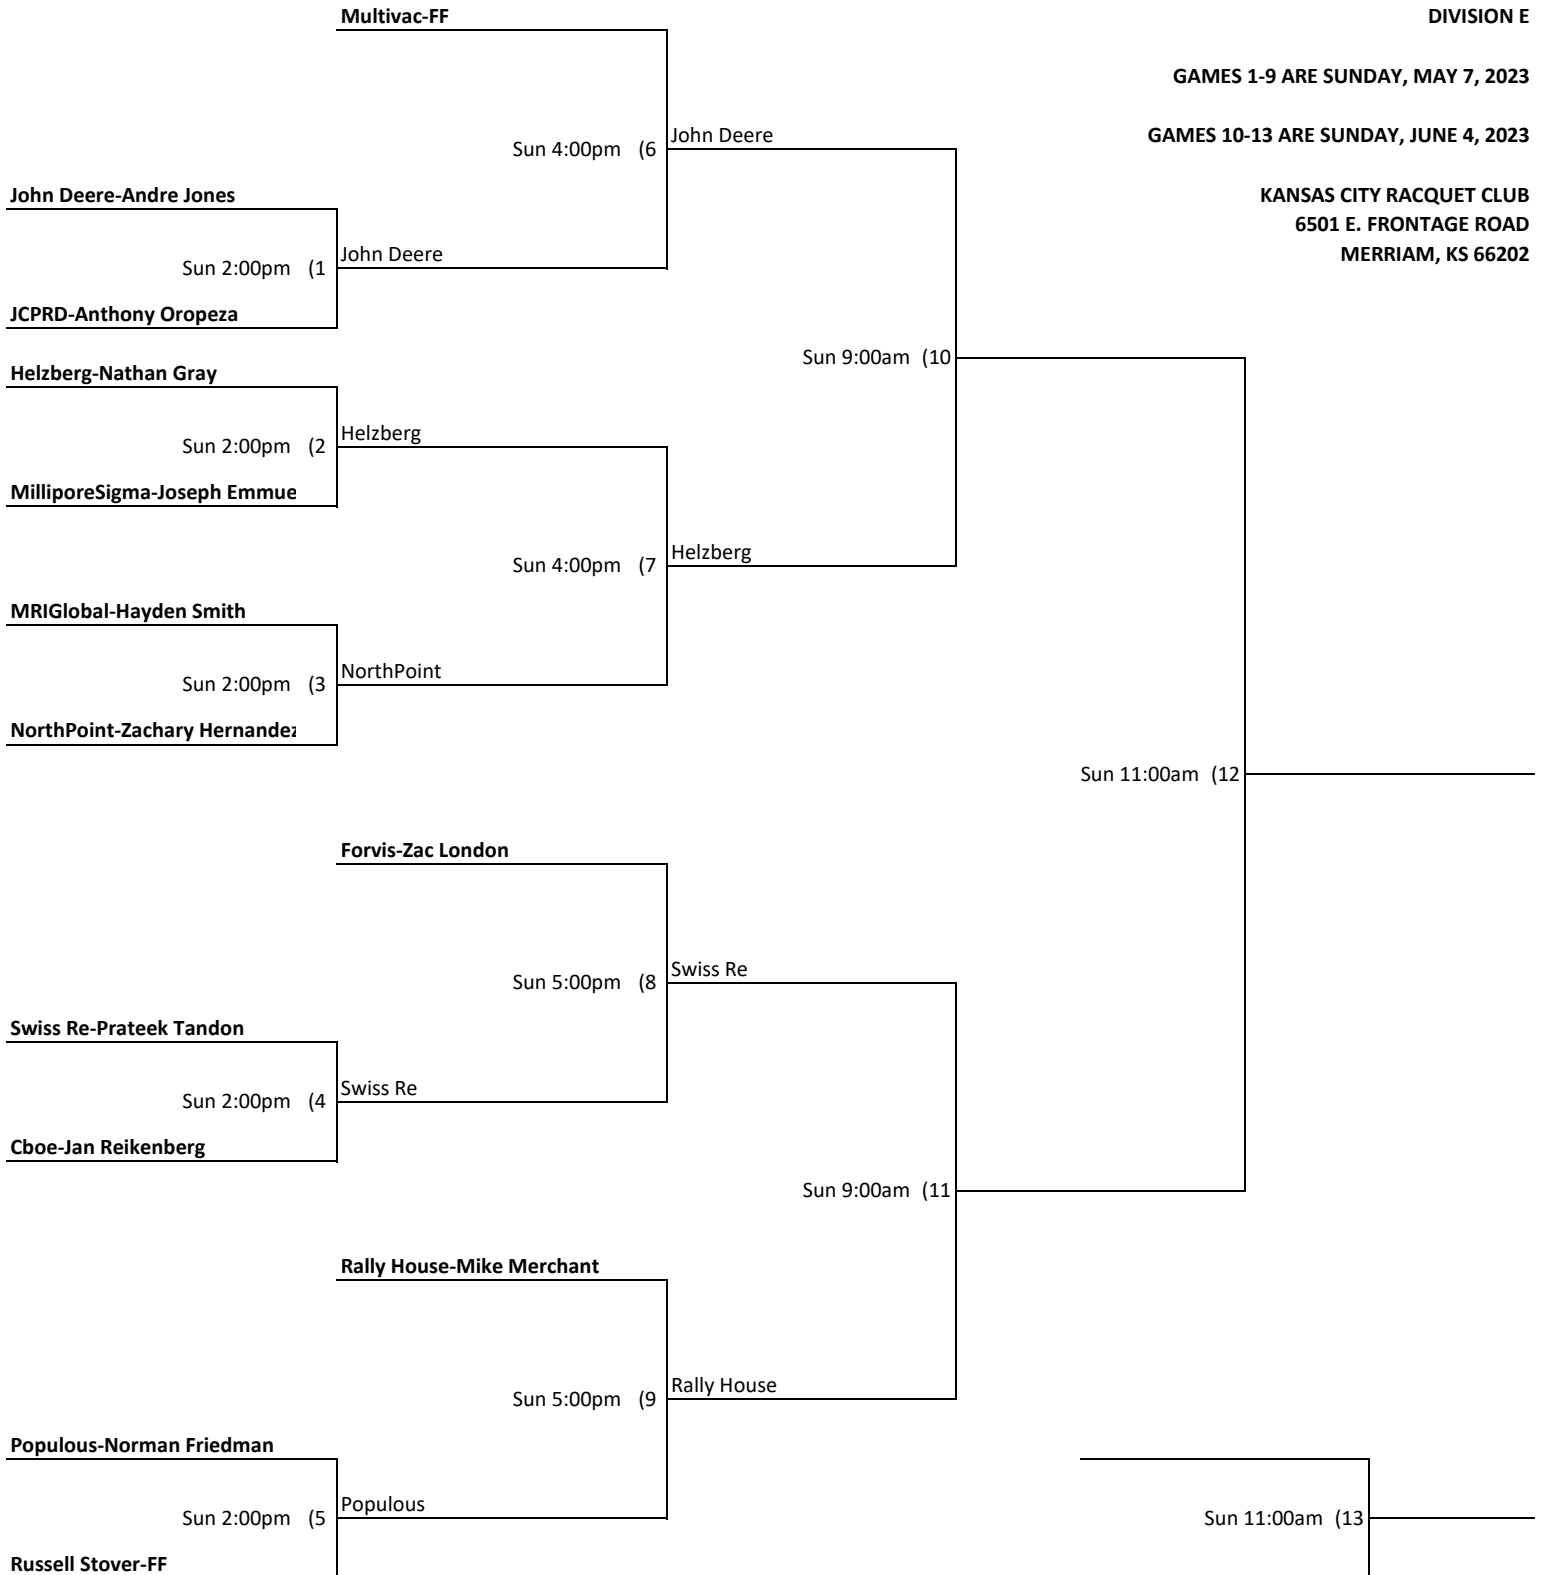 Multivac-FF
DIVISION E
GAMES 1-9 ARE SUNDAY, MAY 7, 2023
Sun 4:00pm (6
John Deere
GAMES 10-13 ARE SUNDAY, JUNE 4, 2023
John Deere-Andre Jones
KANSAS CITY RACQUET CLUB
6501 E. FRONTAGE ROAD
Sun 2:00pm (1
John Deere
MERRIAM, KS 66202
JCPRD-Anthony Oropeza
Sun 9:00am (10
Helzberg-Nathan Gray
Sun 2:00pm (2
Helzberg
MilliporeSigma-Joseph Emmue
Sun 4:00pm (7
Helzberg
MRIGlobal-Hayden Smith
Sun 2:00pm (3
NorthPoint
NorthPoint-Zachary Hernandez
Sun 11:00am (12
Forvis-Zac London
Sun 5:00pm (8
Swiss Re
Swiss Re-Prateek Tandon
Sun 2:00pm (4
Swiss Re
Cboe-Jan Reikenberg
Sun 9:00am (11
Rally House-Mike Merchant
Sun 5:00pm (9
Rally House
Populous-Norman Friedman
Sun 2:00pm (5
Populous
Sun 11:00am (13
Russell Stover-FF